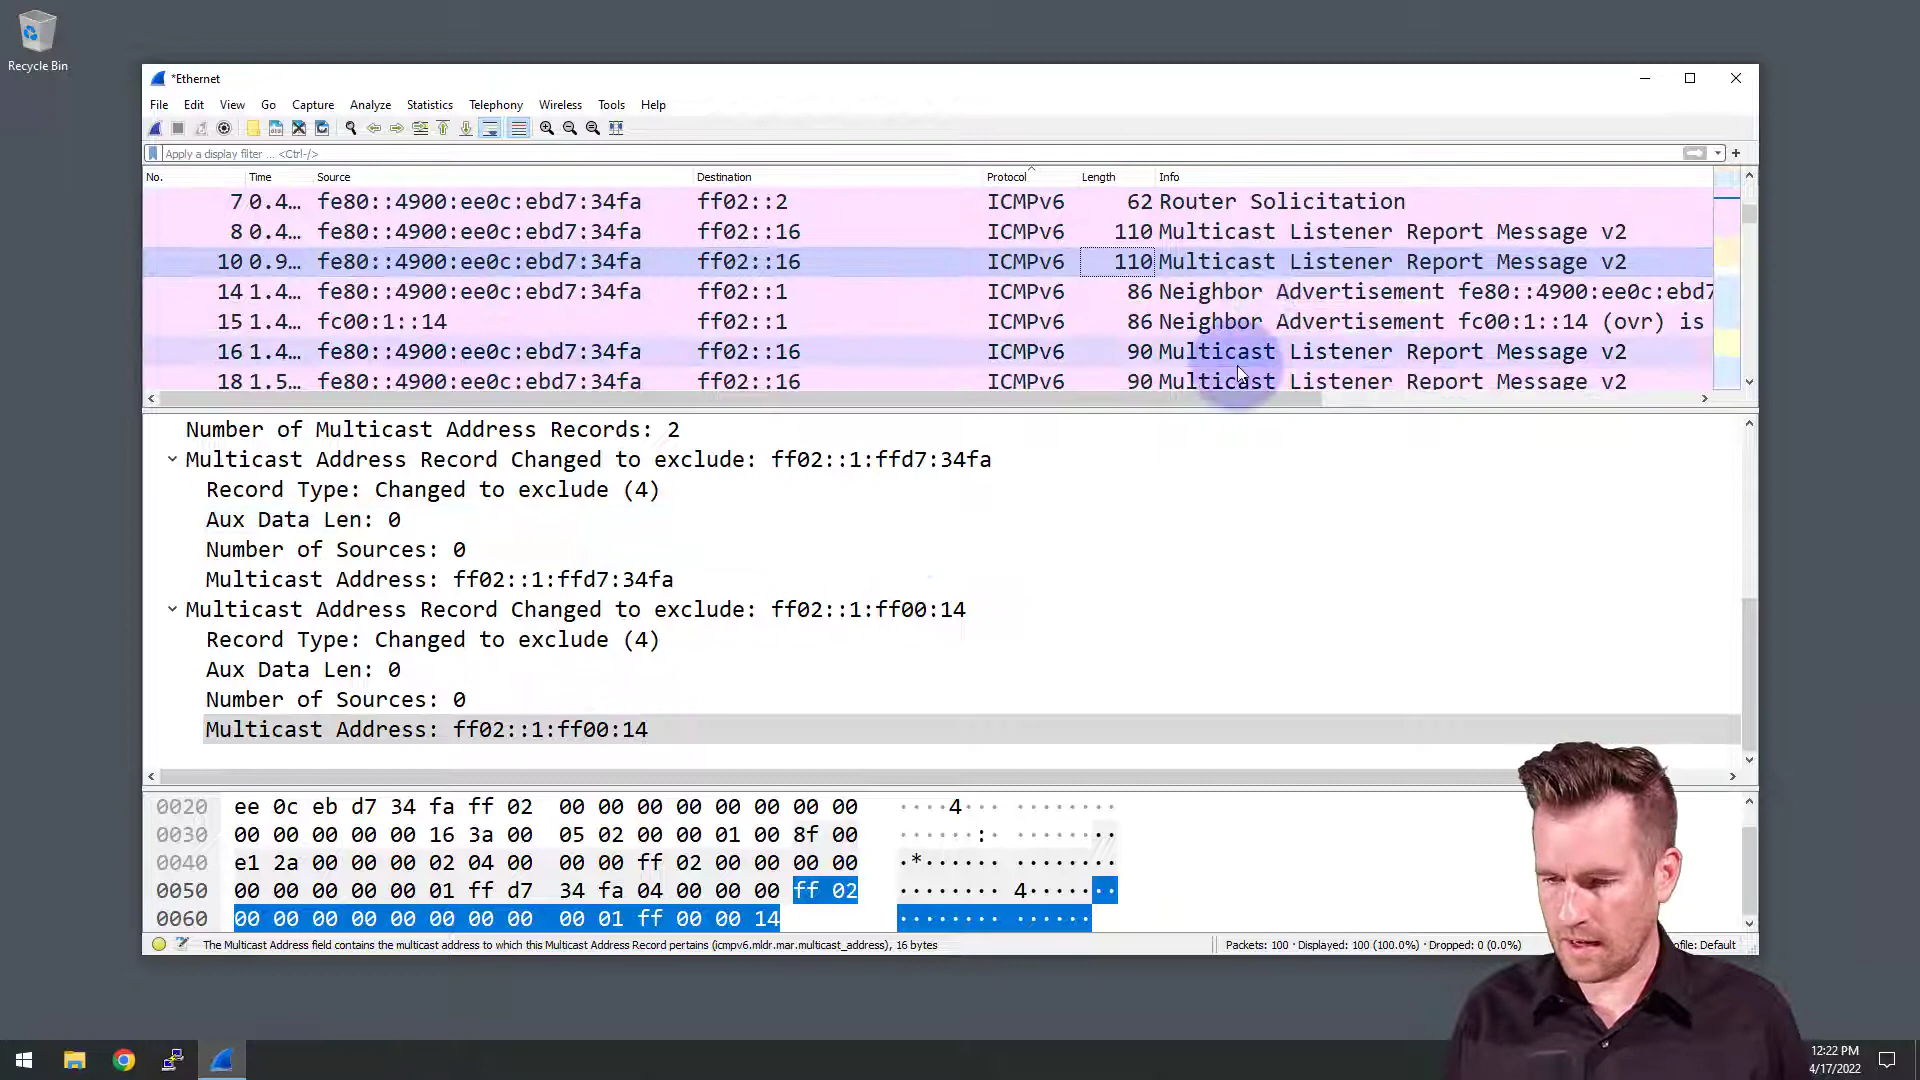 Recycle Bin
*Ethernet
File Edit View Go Capture Analyze Statistics Telephony Wireless Tools Help
Apply a display filter ... <Ctrl-/>
No. Time Source Destination Protocol Length Info
7 0.4… fe80::4900:ee0c:ebd7:34fa ff02::2 ICMPv6 62 Router Solicitation
8 0.4… fe80::4900:ee0c:ebd7:34fa ff02::16 ICMPv6 110 Multicast Listener Report Message v2
10 0.9… fe80::4900:ee0c:ebd7:34fa ff02::16 ICMPv6 110 Multicast Listener Report Message v2
14 1.4… fe80::4900:ee0c:ebd7:34fa ff02::1 ICMPv6 86 Neighbor Advertisement fe80::4900:ee0c:ebd7
15 1.4… fc00:1::14 ff02::1 ICMPv6 86 Neighbor Advertisement fc00:1::14 (ovr) is
16 1.4… fe80::4900:ee0c:ebd7:34fa ff02::16 ICMPv6 90 Multicast Listener Report Message v2
18 1.5… fe80::4900:ee0c:ebd7:34fa ff02::16 ICMPv6 90 Multicast Listener Report Message v2
Number of Multicast Address Records: 2
Multicast Address Record Changed to exclude: ff02::1:ffd7:34fa
Record Type: Changed to exclude (4)
Aux Data Len: 0
Number of Sources: 0
Multicast Address: ff02::1:ffd7:34fa
Multicast Address Record Changed to exclude: ff02::1:ff00:14
Record Type: Changed to exclude (4)
Aux Data Len: 0
Number of Sources: 0
Multicast Address: ff02::1:ff00:14
0020 ee 0c eb d7 34 fa ff 02 00 00 00 00 00 00 00 00 ····4··· ········
0030 00 00 00 00 00 16 3a 00 05 02 00 00 01 00 8f 00 ······:· ········
0040 e1 2a 00 00 00 02 04 00 00 00 ff 02 00 00 00 00 ·*······ ········
0050 00 00 00 00 00 01 ff d7 34 fa 04 00 00 00 ff 02 ········ 4·······
0060 00 00 00 00 00 00 00 00 00 01 ff 00 00 14 ········ ······
The Multicast Address field contains the multicast address to which this Multicast Address Record pertains (icmpv6.mldr.mar.multicast_address), 16 bytes
Packets: 100 · Displayed: 100 (100.0%) · Dropped: 0 (0.0%)
ofile: Default
12:22 PM
4/17/2022